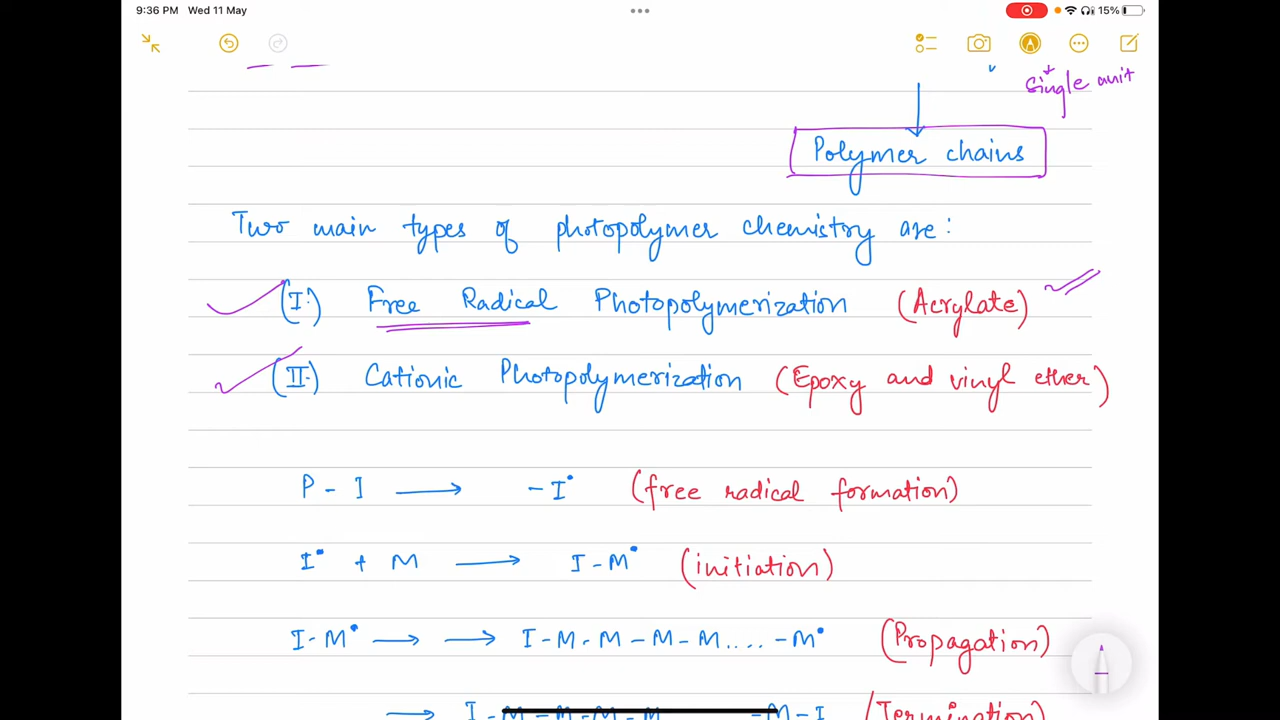 9:36 PM Wed 11 May
15%
single unit
Polymer chains
Two main types of photopolymer chemistry are:
(I) Free Radical Photopolymerization (Acrylate)
(II) Cationic Photopolymerization (Epoxy and vinyl ether)
P - I ⟶ - I• (free radical formation)
I• + M ⟶ I - M• (initiation)
I - M• ⟶ ⟶ I - M - M - M - M .... - M• (Propagation)
⟶ I - M - M - M - M - M - I (Termination)